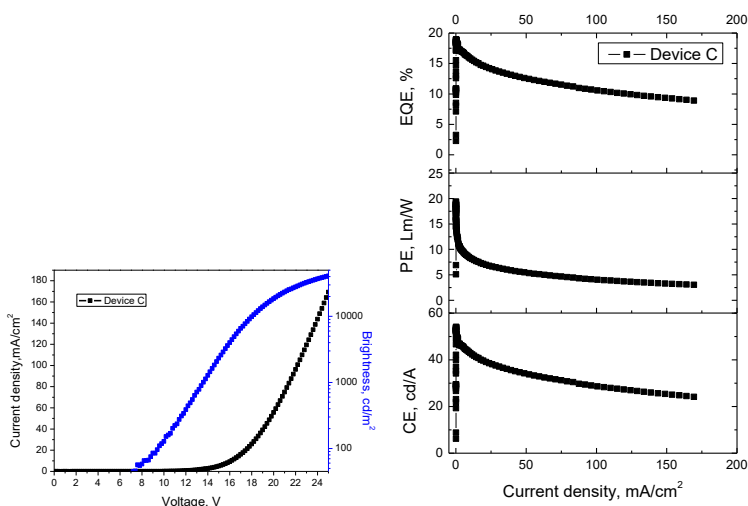 0 50 100 150 200
20
15
10
5
0
EQE, %
Device C
25
20
15
10
5
0
PE, Lm/W
60
40
20
0
CE, cd/A
0 50 100 150 200
Current density, mA/cm²
180
160
140
120
100
80
60
40
20
0
Current density,mA/cm²
Device C
10000
1000
100
Brightness, cd/m²
0 2 4 6 8 10 12 14 16 18 20 22 24
Voltage, V